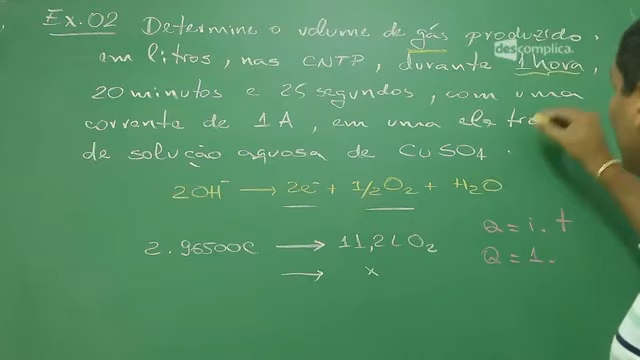 Ex. 02 Determine o volume de gás produzido,
descomplica.
em litros, nas CNTP, durante 1 hora,
20 minutos e 25 segundos, com uma
corrente de 1 A, em uma
de solução aquosa de CuSO4.
2OH⁻ → 2e⁻ + 1/2 O2 + H2O
2. 96500C → 11,2 L O2
→ x
Q = i. t
Q = 1.